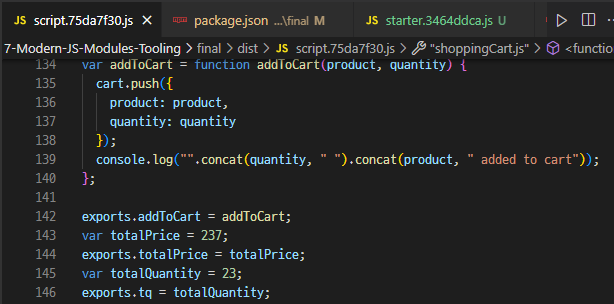 JS script.75da7f30.js × package.json ...\final M JS starter.3464ddca.js U
7-Modern-JS-Modules-Tooling > final > dist > JS script.75da7f30.js > "shoppingCart.js" > <function
134 var addToCart = function addToCart(product, quantity) {
135 cart.push({
136 product: product,
137 quantity: quantity
138 });
139 console.log("".concat(quantity, " ").concat(product, " added to cart"));
140 };
141
142 exports.addToCart = addToCart;
143 var totalPrice = 237;
144 exports.totalPrice = totalPrice;
145 var totalQuantity = 23;
146 exports.tq = totalQuantity;